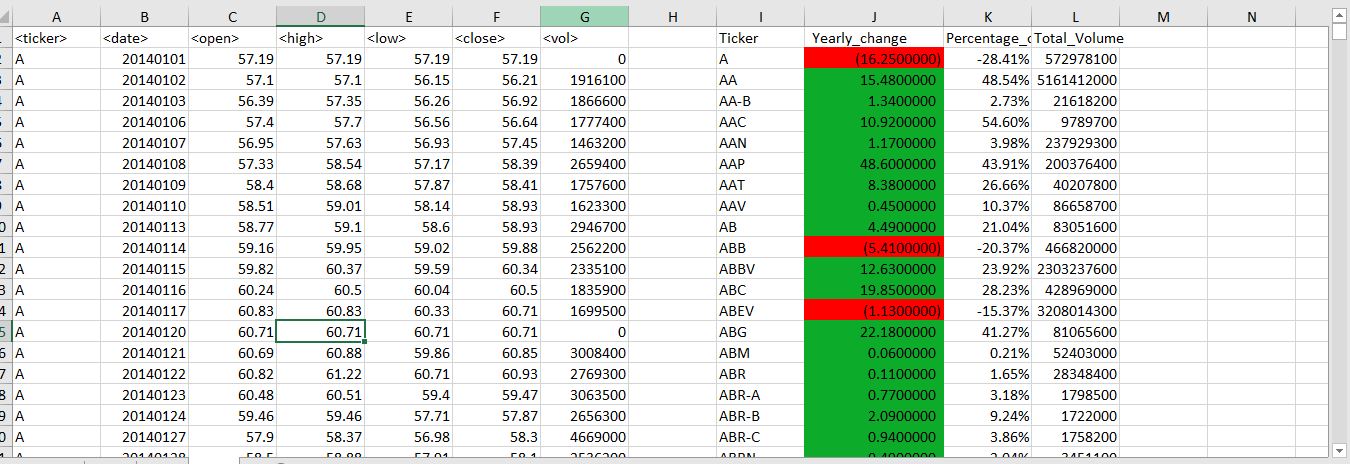 A B C D E F G H I J K L M N
<ticker> <date> <open> <high> <low> <close> <vol> Ticker Yearly_change Percentage_c Total_Volume
A 20140101 57.19 57.19 57.19 57.19 0 A (16.2500000) -28.41% 572978100
A 20140102 57.1 57.1 56.15 56.21 1916100 AA 15.4800000 48.54% 5161412000
A 20140103 56.39 57.35 56.26 56.92 1866600 AA-B 1.3400000 2.73% 21618200
A 20140106 57.4 57.7 56.56 56.64 1777400 AAC 10.9200000 54.60% 9789700
A 20140107 56.95 57.63 56.93 57.45 1463200 AAN 1.1700000 3.98% 237929300
A 20140108 57.33 58.54 57.17 58.39 2659400 AAP 48.6000000 43.91% 200376400
A 20140109 58.4 58.68 57.87 58.41 1757600 AAT 8.3800000 26.66% 40207800
A 20140110 58.51 59.01 58.14 58.93 1623300 AAV 0.4500000 10.37% 86658700
A 20140113 58.77 59.1 58.6 58.93 2946700 AB 4.4900000 21.04% 83051600
A 20140114 59.16 59.95 59.02 59.88 2562200 ABB (5.4100000) -20.37% 466820000
A 20140115 59.82 60.37 59.59 60.34 2335100 ABBV 12.6300000 23.92% 2303237600
A 20140116 60.24 60.5 60.04 60.5 1835900 ABC 19.8500000 28.23% 428969000
A 20140117 60.83 60.83 60.33 60.71 1699500 ABEV (1.1300000) -15.37% 3208014300
A 20140120 60.71 60.71 60.71 60.71 0 ABG 22.1800000 41.27% 81065600
A 20140121 60.69 60.88 59.86 60.85 3008400 ABM 0.0600000 0.21% 52403000
A 20140122 60.82 61.22 60.71 60.93 2769300 ABR 0.1100000 1.65% 28348400
A 20140123 60.48 60.51 59.4 59.47 3063500 ABR-A 0.7700000 3.18% 1798500
A 20140124 59.46 59.46 57.71 57.87 2656300 ABR-B 2.0900000 9.24% 1722000
A 20140127 57.9 58.37 56.98 58.3 4669000 ABR-C 0.9400000 3.86% 1758200